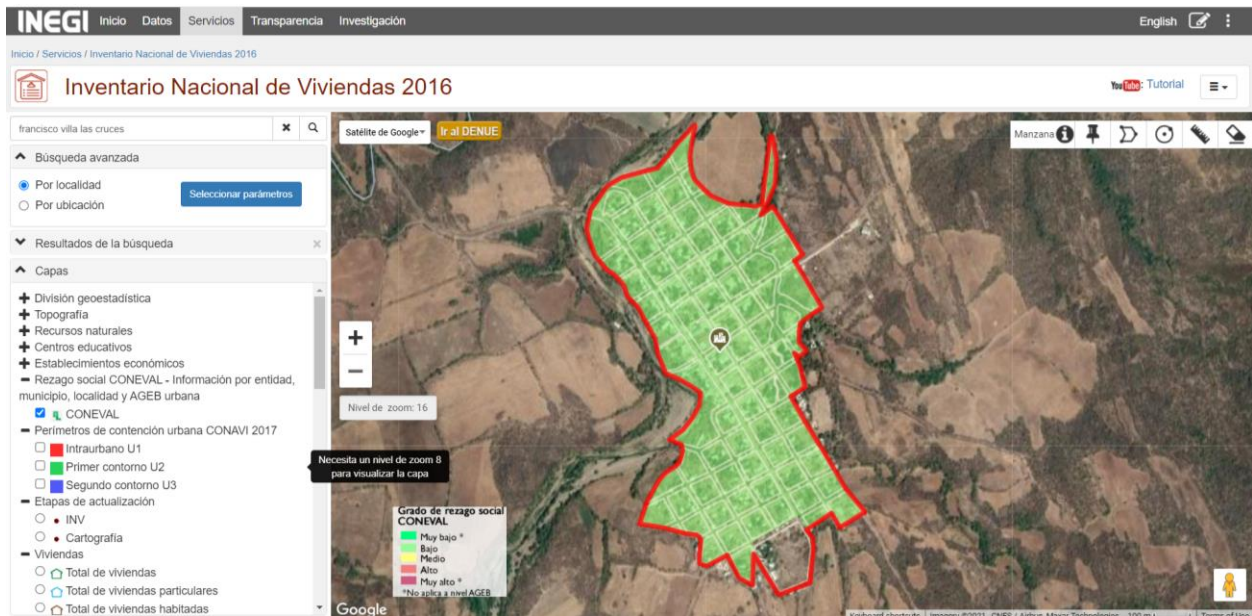 INEGI Inicio Datos Servicios Transparencia Investigación English
Inicio / Servicios / Inventario Nacional de Viviendas 2016
Inventario Nacional de Viviendas 2016
YouTube: Tutorial
francisco villa las cruces
Satélite de Google
Ir al DENUE
Manzana
Búsqueda avanzada
Por localidad
Por ubicación
Seleccionar parámetros
Resultados de la búsqueda
Capas
División geoestadística
Topografía
Recursos naturales
Centros educativos
Establecimientos económicos
Rezago social CONEVAL - Información por entidad,
municipio, localidad y AGEB urbana
CONEVAL
Perímetros de contención urbana CONAVI 2017
Intraurbano U1
Primer contorno U2
Segundo contorno U3
Etapas de actualización
INV
Cartografía
Viviendas
Total de viviendas
Total de viviendas particulares
Total de viviendas habitadas
Nivel de zoom: 16
Necesita un nivel de zoom 8
para visualizar la capa
Grado de rezago social
CONEVAL
Muy bajo *
Bajo
Medio
Alto
Muy alto *
*No aplica a nivel AGEB
Google